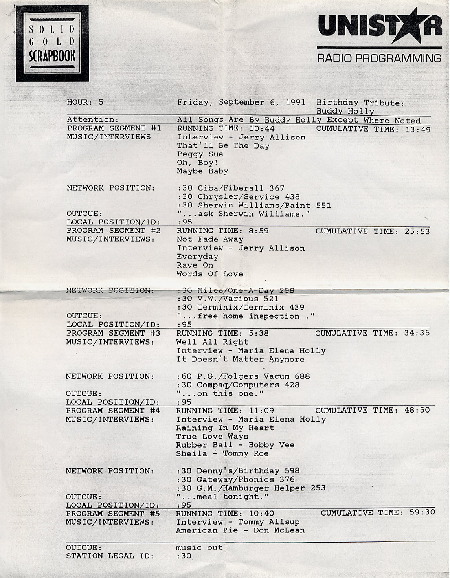 SOLID
GOLD
SCRAPBOOK
UNISTAR
RADIO PROGRAMMING
HOUR: 5 Friday, September 6, 1991 Birthday Tribute:
Buddy Holly
Attention: All Songs Are By Buddy Holly Except Where Noted
PROGRAM SEGMENT #1 RUNNING TIME: 10:44 CUMULATIVE TIME: 13:49
MUSIC/INTERVIEWS Interview - Jerry Allison
That'll Be The Day
Peggy Sue
Oh, Boy!
Maybe Baby
NETWORK POSITION: :30 Ciba/Fiberall 367
:30 Chrysler/Service 438
:30 Sherwin Williams/Paint 551
OUTCUE: "...ask Sherwin Williams."
LOCAL POSITION/ID: :95
PROGRAM SEGMENT #2 RUNNING TIME: 8:59 CUMULATIVE TIME: 25:53
MUSIC/INTERVIEWS: Not Fade Away
Interview - Jerry Allison
Everyday
Rave On
Words Of Love
NETWORK POSITION: :30 Miles/One-A-Day 258
:30 V.W./Various 521
:30 Terminix/Terminix 439
OUTCUE: "...free home inspection ."
LOCAL POSITION/ID: :95
PROGRAM SEGMENT #3 RUNNING TIME: 5:38 CUMULATIVE TIME: 34:36
MUSIC/INTERVIEWS: Well All Right
Interview - Maria Elena Holly
It Doesn't Matter Anymore
NETWORK POSITION: :60 P.G./Folgers Vacum 686
:30 Compaq/Computers 428
OUTCUE: "...on this one."
LOCAL POSITION/ID: :95
PROGRAM SEGMENT #4 RUNNING TIME: 11:09 CUMULATIVE TIME: 48:50
MUSIC/INTERVIEWS: Interview - Maria Elena Holly
Raining In My Heart
True Love Ways
Rubber Ball - Bobby Vee
Sheila - Tommy Roe
NETWORK POSITION: :30 Denny's/Birthday 598
:30 Gateway/Phonics 376
:30 G.M./Hamburger Helper 253
OUTCUE: "...meal tonight."
LOCAL POSITION/ID: :95
PROGRAM SEGMENT #5 RUNNING TIME: 10:40 CUMULATIVE TIME: 59:30
MUSIC/INTERVIEWS: Interview - Tommy Allsup
American Pie - Don McLean
OUTCUE: music out
STATION LEGAL ID: :30